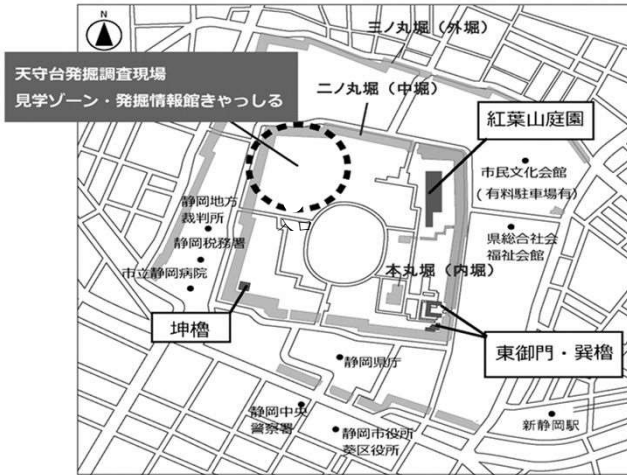 N
三ノ丸堀(外堀)
天守台発掘調査現場
見学ゾーン・発掘情報館きゃっしる
二ノ丸堀(中堀)
紅葉山庭園
市民文化会館
(有料駐車場有)
静岡地方
裁判所
入口
県総合社会
福祉会館
静岡税務署
市立静岡病院
本丸堀(内堀)
坤櫓
東御門・巽櫓
静岡県庁
静岡中央
警察署
静岡市役所
葵区役所
新静岡駅